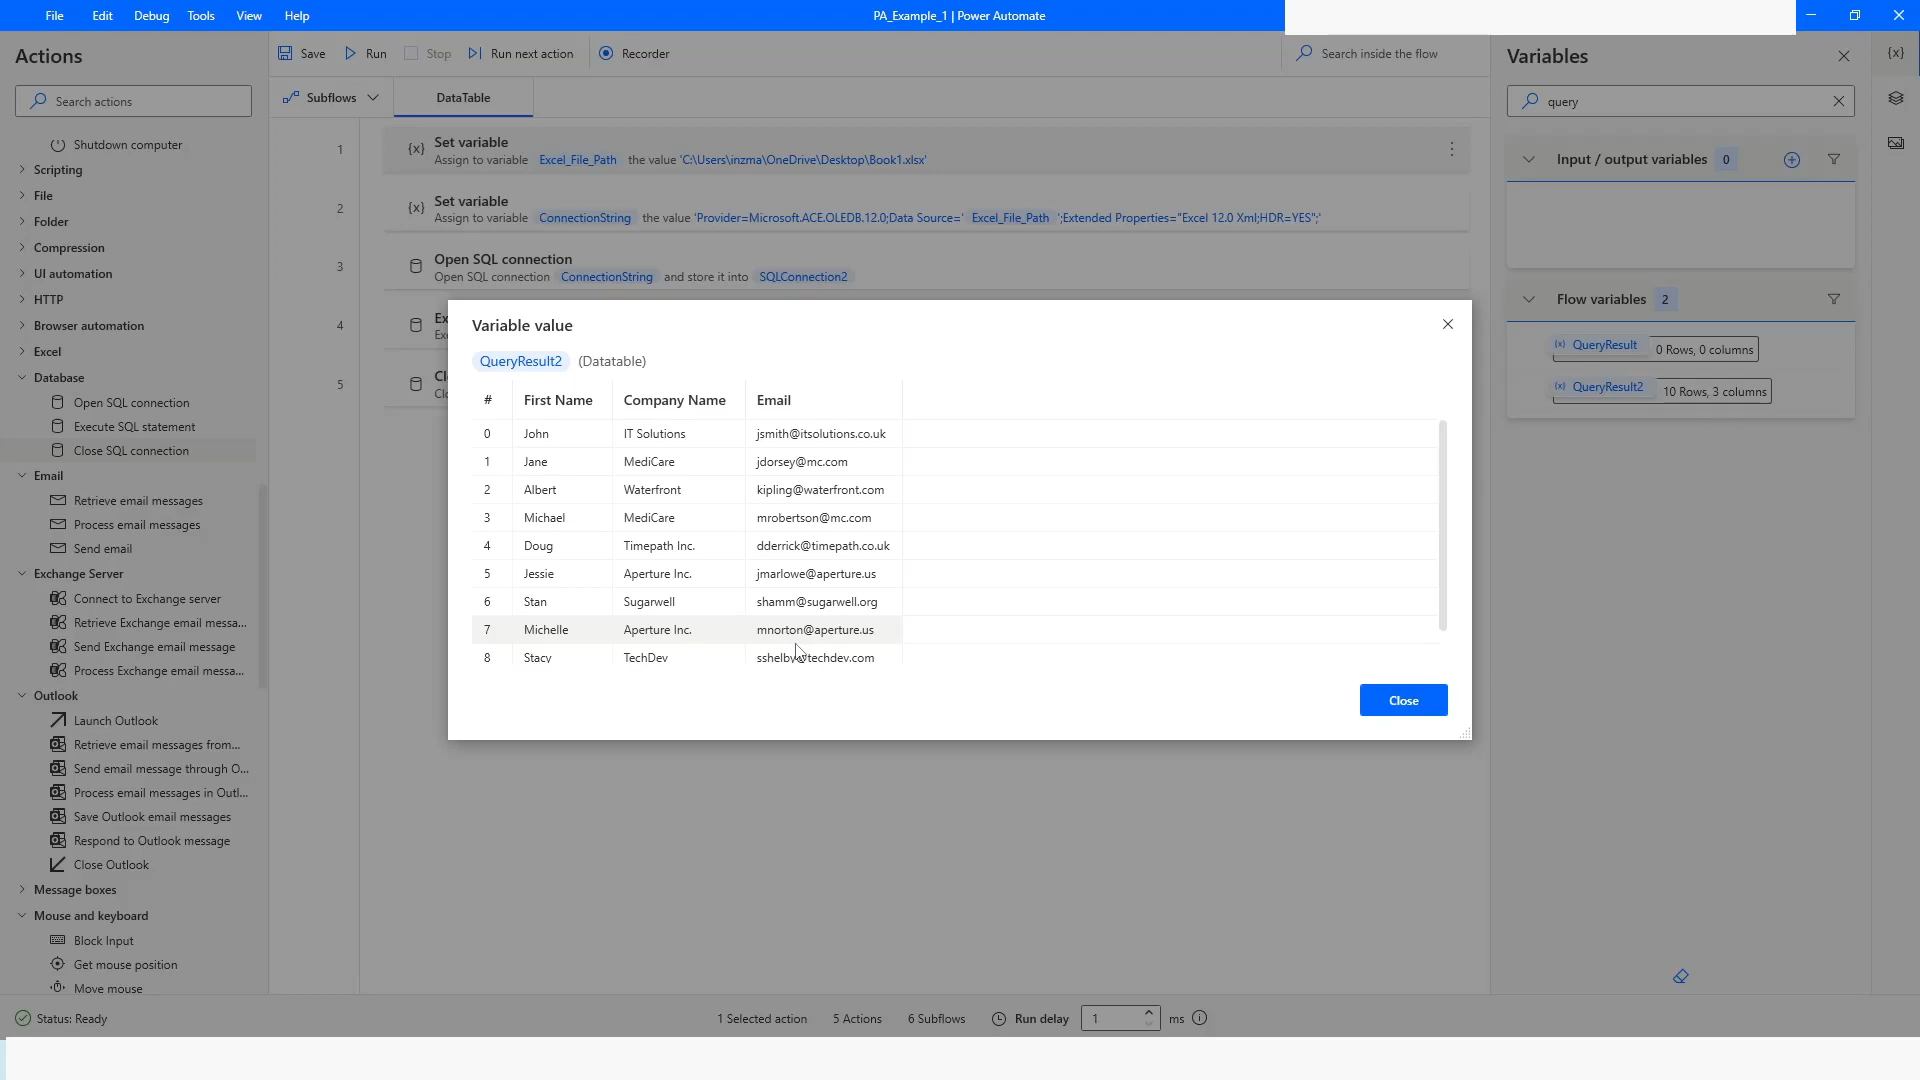 File Edit Debug Tools View Help
PA_Example_1 | Power Automate
Actions
Search actions
Shutdown computer
Scripting
File
Folder
Compression
UI automation
HTTP
Browser automation
Excel
Database
Open SQL connection
Execute SQL statement
Close SQL connection
Email
Retrieve email messages
Process email messages
Send email
Exchange Server
Connect to Exchange server
Retrieve Exchange email messa...
Send Exchange email message
Process Exchange email messa...
Outlook
Launch Outlook
Retrieve email messages from...
Send email message through O...
Process email messages in Outl...
Save Outlook email messages
Respond to Outlook message
Close Outlook
Message boxes
Mouse and keyboard
Block Input
Get mouse position
Move mouse
Save Run Stop Run next action Recorder
Search inside the flow
Subflows DataTable
1 {x} Set variable
Assign to variable Excel_File_Path the value 'C:\Users\inzma\OneDrive\Desktop\Book1.xlsx'
2 {x} Set variable
Assign to variable ConnectionString the value 'Provider=Microsoft.ACE.OLEDB.12.0;Data Source=' Excel_File_Path ';Extended Properties="Excel 12.0 Xml;HDR=YES";'
3 Open SQL connection
Open SQL connection ConnectionString and store it into SQLConnection2
4 Ex
Exe
5 Cl
Clo
Variable value
QueryResult2 (Datatable)
# First Name Company Name Email
0 John IT Solutions jsmith@itsolutions.co.uk
1 Jane MediCare jdorsey@mc.com
2 Albert Waterfront kipling@waterfront.com
3 Michael MediCare mrobertson@mc.com
4 Doug Timepath Inc. dderrick@timepath.co.uk
5 Jessie Aperture Inc. jmarlowe@aperture.us
6 Stan Sugarwell shamm@sugarwell.org
7 Michelle Aperture Inc. mnorton@aperture.us
8 Stacy TechDev sshelby@techdev.com
Close
Variables
query
Input / output variables 0
Flow variables 2
{x} QueryResult 0 Rows, 0 columns
{x} QueryResult2 10 Rows, 3 columns
{x}
Status: Ready
1 Selected action 5 Actions 6 Subflows Run delay 1 ms